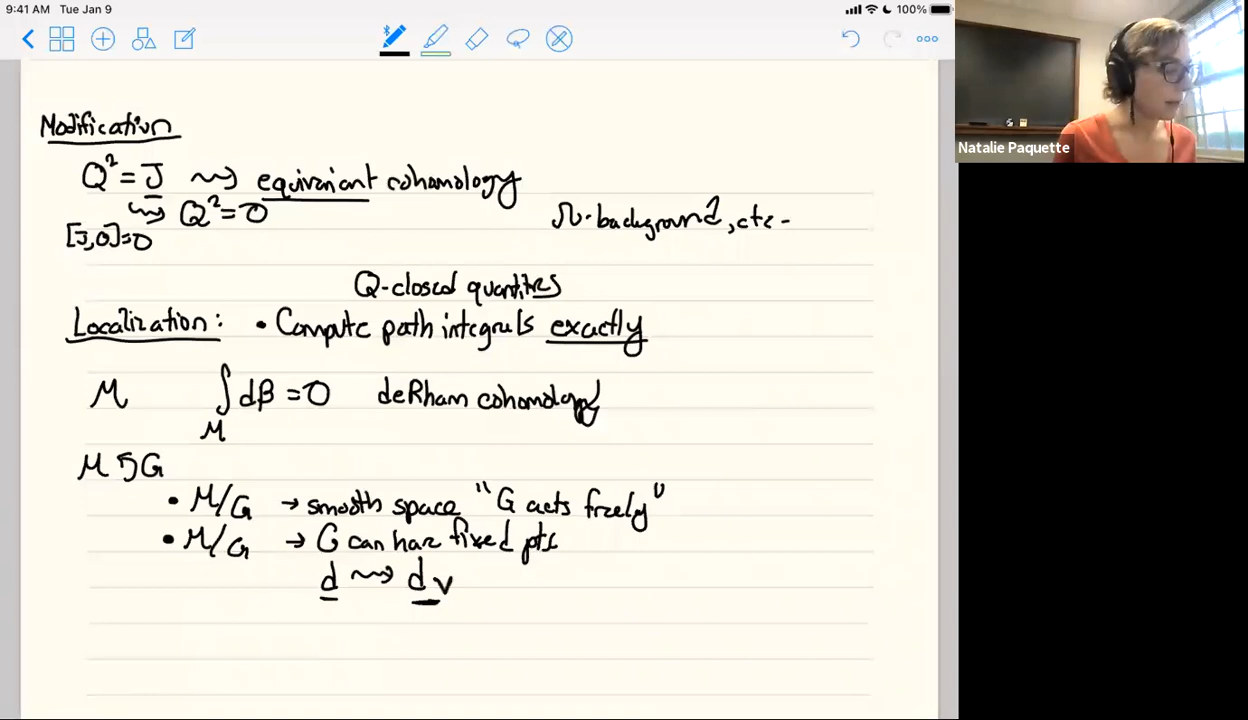 9:41 AM Tue Jan 9
100%
Modification
Q² = J ⇝ equivariant cohomology
⇝ Q² = 0
[J,O]=0
Ω-background, etc -
Q-closed quantities
Localization: • Compute path integrals exactly
M ∫_M dβ = 0 deRham cohomology
M ↺ G
• M/G → smooth space "G acts freely"
• M/G → G can have fixed pts
d ⇝ d_v
Natalie Paquette